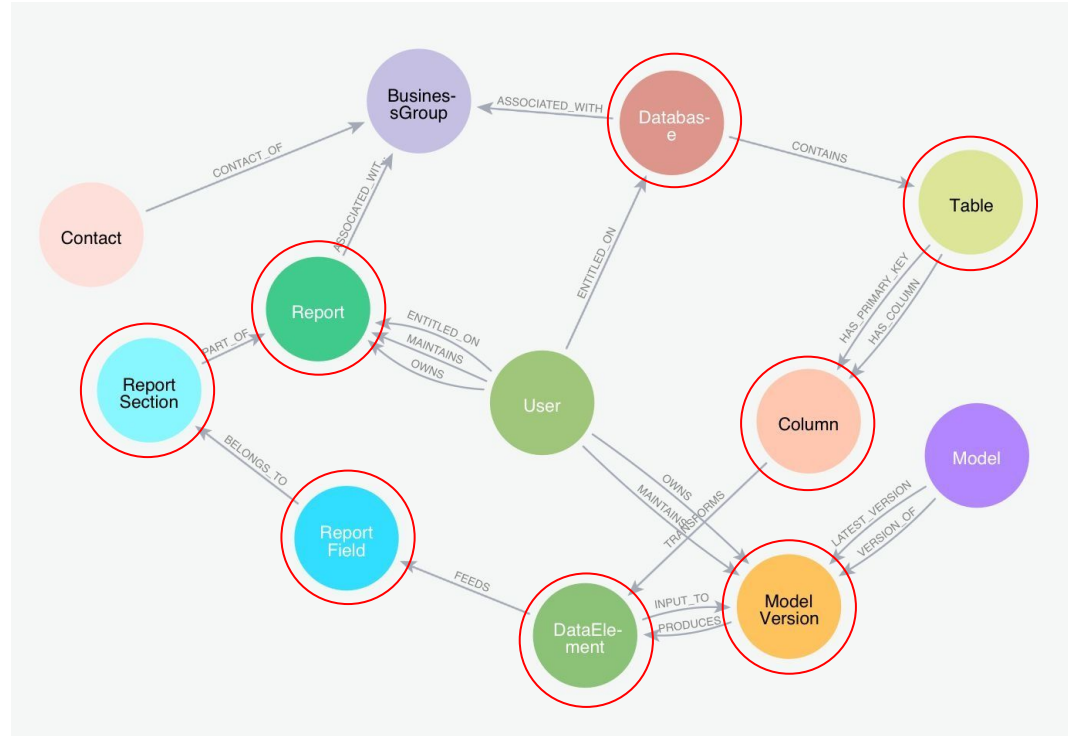 Busines-
sGroup
ASSOCIATED_WITH
Databas-
e
CONTAINS
CONTACT_OF
ASSOCIATED_WIT
Table
Contact
ENTITLED_ON
HAS_PRIMARY_KEY
HAS_COLUMN
Report
ENTITLED_ON
MAINTAINS
OWNS
PART_OF
Report
Section
User
Column
Model
BELONGS_TO
OWNS
MAINTAINS
TRANSFORMS
LATEST_VERSION
VERSION_OF
Report
Field
FEEDS
INPUT_TO
PRODUCES
Model
Version
DataEle-
ment